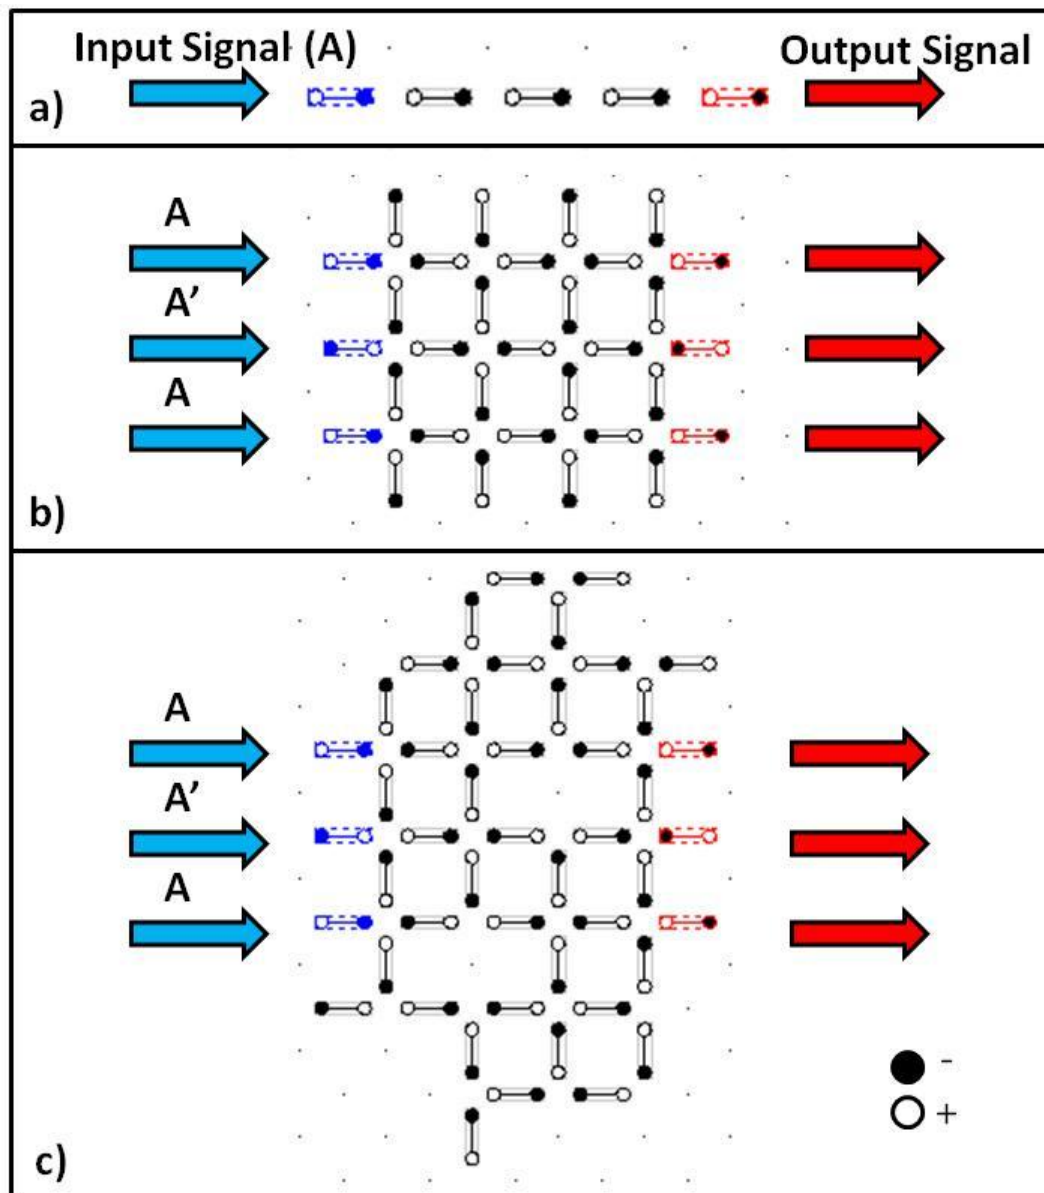 Input Signal (A)
Output Signal
a)
A
A’
A
b)
A
A’
A
-
+
c)